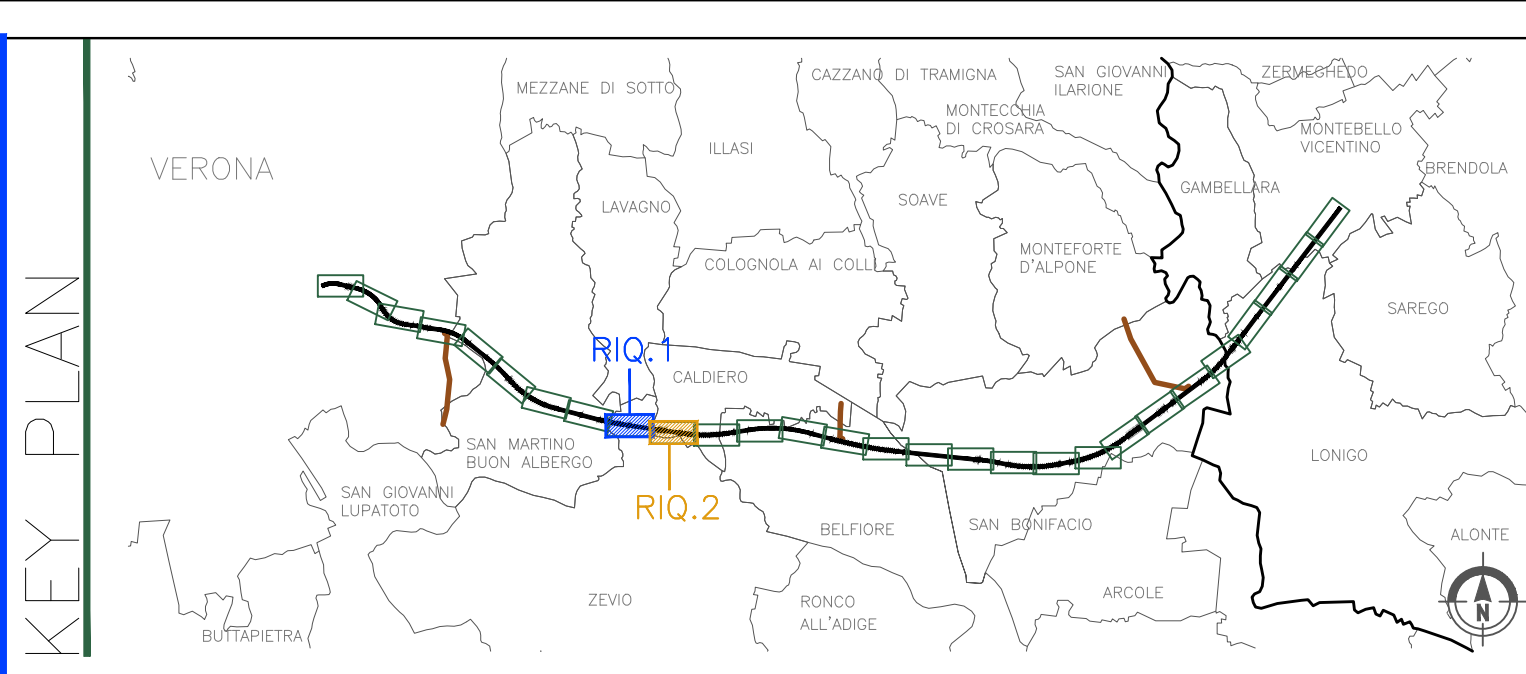 KEY PLAN
VERONA
MEZZANE DI SOTTO
CAZZANO DI TRAMIGNA
SAN GIOVANNI
ILARIONE
ZERMEGHEDO
MONTECCHIA
DI CROSARA
MONTEBELLO
VICENTINO
ILLASI
BRENDOLA
GAMBELLARA
LAVAGNO
SOAVE
MONTEFORTE
D'ALPONE
COLOGNOLA AI COLLI
SAREGO
RIQ.1
CALDIERO
SAN MARTINO
BUON ALBERGO
LONIGO
SAN GIOVANNI
LUPATOTO
RIQ.2
BELFIORE
SAN BONIFACIO
ALONTE
ZEVIO
RONCO
ALL'ADIGE
ARCOLE
N
BUTTAPIETRA